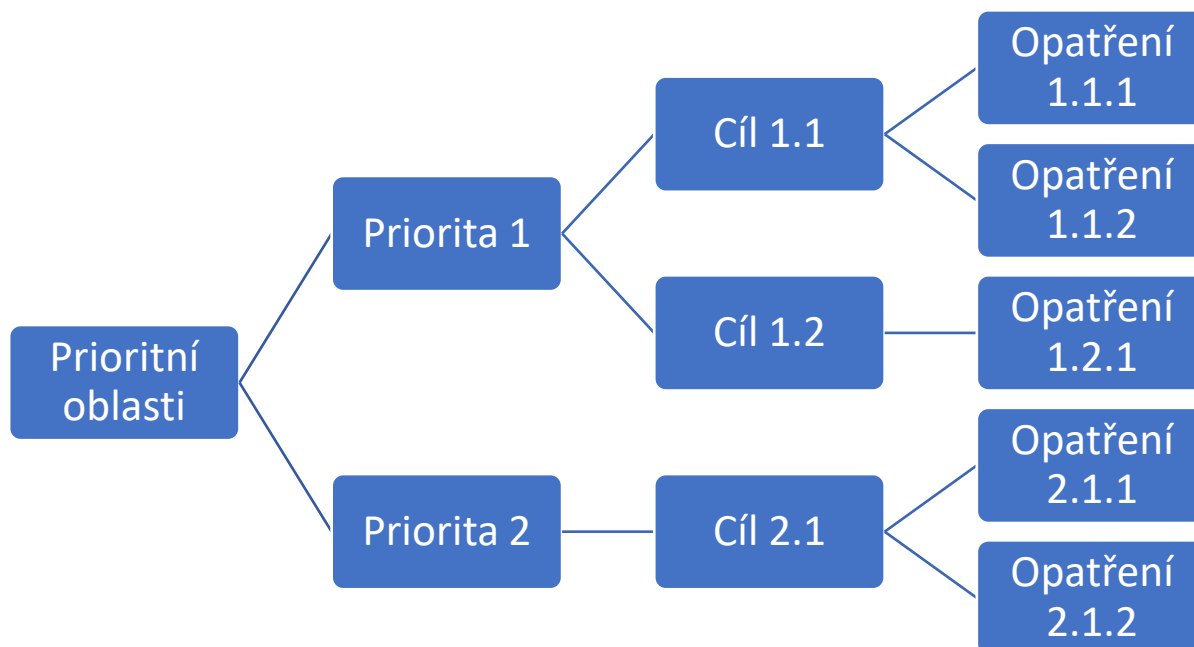 Prioritní
oblasti
Priorita 1
Cíl 1.1
Opatření
1.1.1
Opatření
1.1.2
Cíl 1.2
Opatření
1.2.1
Priorita 2
Cíl 2.1
Opatření
2.1.1
Opatření
2.1.2